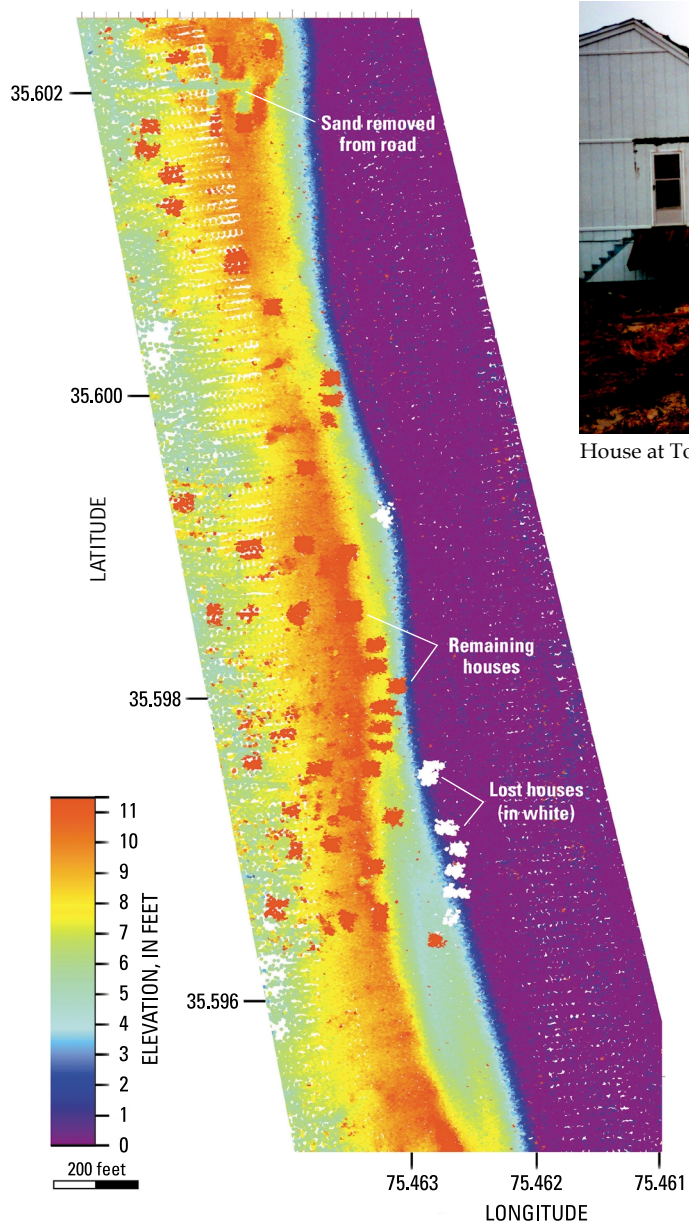 35.602
Sand removed
from road
35.600
House at To
LATITUDE
Remaining
houses
35.598
Lost houses
(in white)
11
10
9
8
7
6
5
4
3
2
1
0
ELEVATION, IN FEET
35.596
200 feet
75.463
75.462
75.461
LONGITUDE